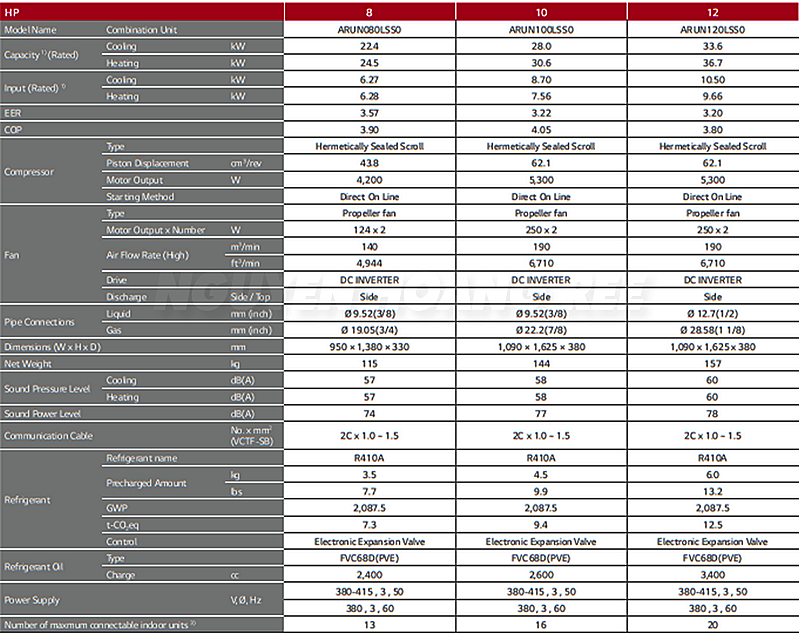 HP 8 10 12
Model Name Combination Unit ARUN080LSS0 ARUN100LSS0 ARUN120LSS0
Capacity 1) (Rated) Cooling kW 22.4 28.0 33.6
Heating kW 24.5 30.6 36.7
Input (Rated) 1) Cooling kW 6.27 8.70 10.50
Heating kW 6.28 7.56 9.66
EER 3.57 3.22 3.20
COP 3.90 4.05 3.80
Compressor Type Hermetically Sealed Scroll Hermetically Sealed Scroll Hermetically Sealed Scroll
Piston Displacement cm³/rev 43.8 62.1 62.1
Motor Output W 4,200 5,300 5,300
Starting Method Direct On Line Direct On Line Direct On Line
Fan Type Propeller fan Propeller fan Propeller fan
Motor Output x Number W 124 x 2 250 x 2 250 x 2
Air Flow Rate (High) m³/min 140 190 190
ft³/min 4,944 6,710 6,710
Drive DC INVERTER DC INVERTER DC INVERTER
Discharge Side / Top Side Side Side
Pipe Connections Liquid mm (inch) Ø 9.52(3/8) Ø 9.52(3/8) Ø 12.7(1/2)
Gas mm (inch) Ø 19.05(3/4) Ø 22.2(7/8) Ø 28.58(1 1/8)
Dimensions (W x H x D) mm 950 × 1,380 × 330 1,090 × 1,625 × 380 1,090 × 1,625 × 380
Net Weight kg 115 144 157
Sound Pressure Level Cooling dB(A) 57 58 60
Heating dB(A) 57 58 60
Sound Power Level dB(A) 74 77 78
Communication Cable No. x mm² (VCTF-SB) 2C x 1.0 – 1.5 2C x 1.0 – 1.5 2C x 1.0 – 1.5
Refrigerant Refrigerant name R410A R410A R410A
Precharged Amount kg 3.5 4.5 6.0
lbs 7.7 9.9 13.2
GWP 2,087.5 2,087.5 2,087.5
t-CO₂eq 7.3 9.4 12.5
Control Electronic Expansion Valve Electronic Expansion Valve Electronic Expansion Valve
Refrigerant Oil Type FVC68D(PVE) FVC68D(PVE) FVC68D(PVE)
Charge cc 2,400 2,600 3,400
Power Supply V, Ø, Hz 380-415 , 3 , 50 380-415 , 3 , 50 380-415 , 3 , 50
380 , 3 , 60 380 , 3 , 60 380 , 3 , 60
Number of maxmum connectable indoor units 2) 13 16 20